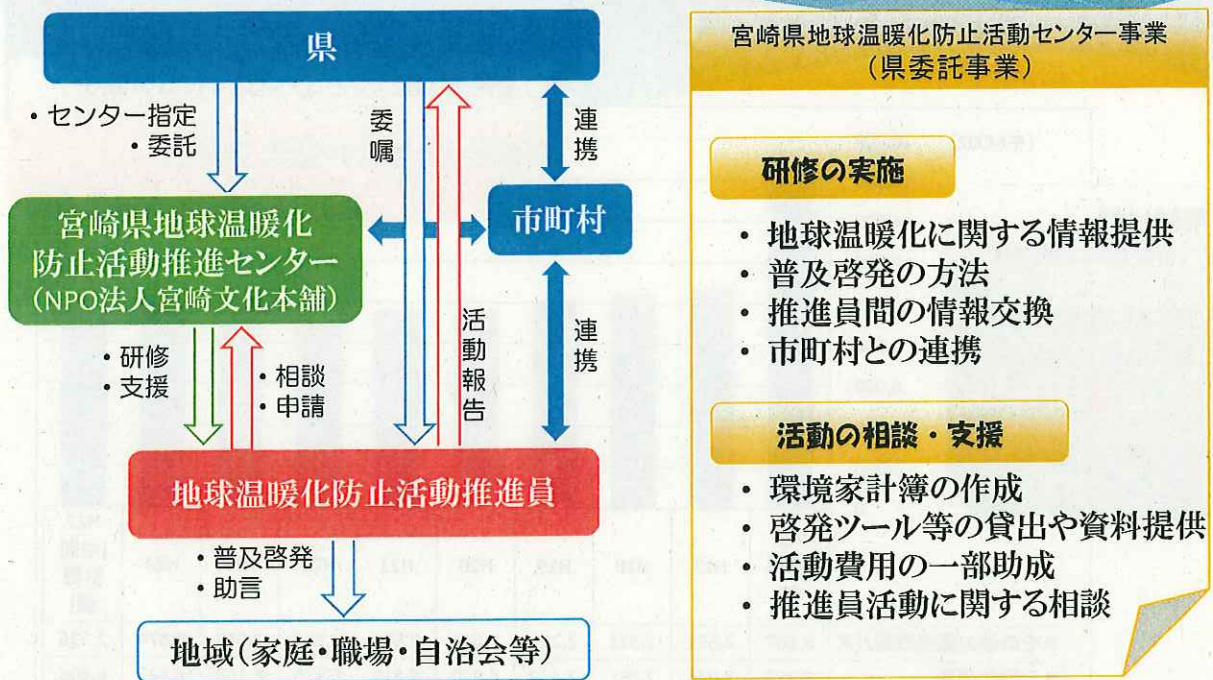 県
・センター指定
・委託
委嘱
連携
宮崎県地球温暖化
防止活動推進センター
(NPO法人宮崎文化本舗)
市町村
・研修
・支援
・相談
・申請
活動報告
連携
地球温暖化防止活動推進員
・普及啓発
・助言
地域(家庭・職場・自治会等)
宮崎県地球温暖化防止活動センター事業
(県委託事業)
研修の実施
・地球温暖化に関する情報提供
・普及啓発の方法
・推進員間の情報交換
・市町村との連携
活動の相談・支援
・環境家計簿の作成
・啓発ツール等の貸出や資料提供
・活動費用の一部助成
・推進員活動に関する相談